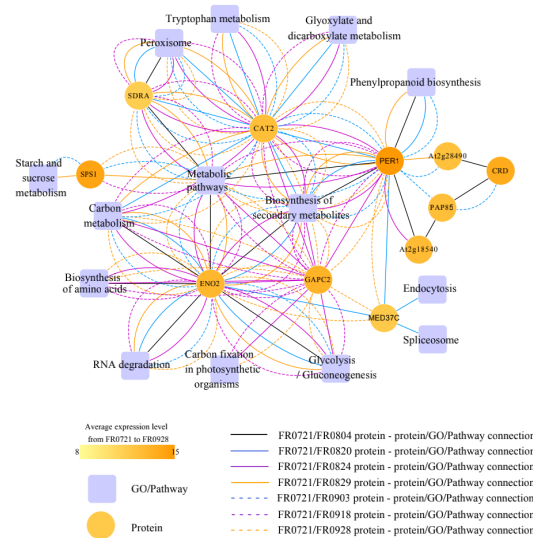 Tryptophan metabolism
Glyoxylate and
dicarboxylate metabolism
Peroxisome
Phenylpropanoid biosynthesis
SDRA
CAT2
PER1
At2g28490
CRD
Starch and
sucrose
metabolism
SPS1
Metabolic
pathways
Biosynthesis of
secondary metabolites
PAP85
Carbon
metabolism
At2g18540
Biosynthesis
of amino acids
ENO2
GAPC2
Endocytosis
MED37C
Spliceosome
RNA degradation
Carbon fixation
in photosynthetic
organisms
Glycolysis
/ Gluconeogenesis
Average expression level
from FR0721 to FR0928
8
15
GO/Pathway
Protein
FR0721/FR0804 protein - protein/GO/Pathway connection
FR0721/FR0820 protein - protein/GO/Pathway connection
FR0721/FR0824 protein - protein/GO/Pathway connection
FR0721/FR0829 protein - protein/GO/Pathway connection
FR0721/FR0903 protein - protein/GO/Pathway connection
FR0721/FR0918 protein - protein/GO/Pathway connection
FR0721/FR0928 protein - protein/GO/Pathway connection